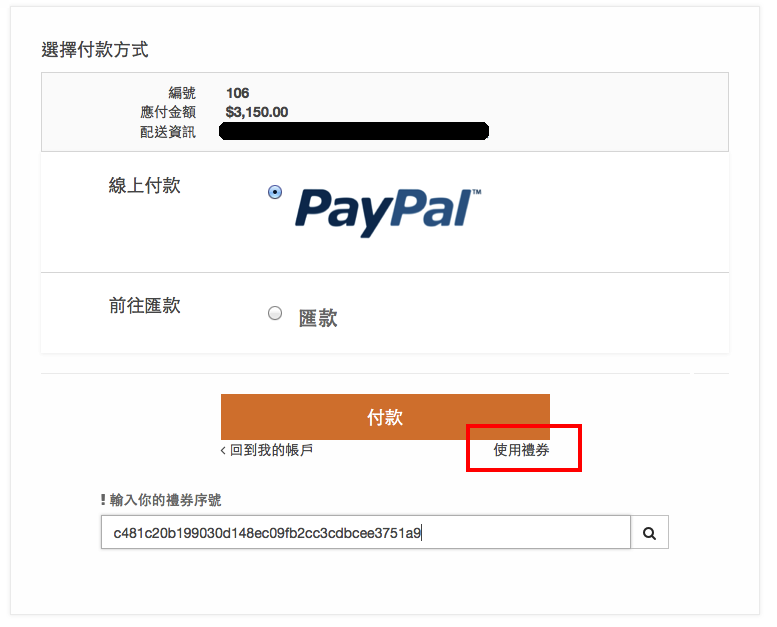 選擇付款方式
編號 106
應付金額 $3,150.00
配送資訊
線上付款 PayPal™
前往匯款 匯款
付款
‹ 回到我的帳戶 使用禮券
! 輸入你的禮券序號
c481c20b199030d148ec09fb2cc3cdbcee3751a9